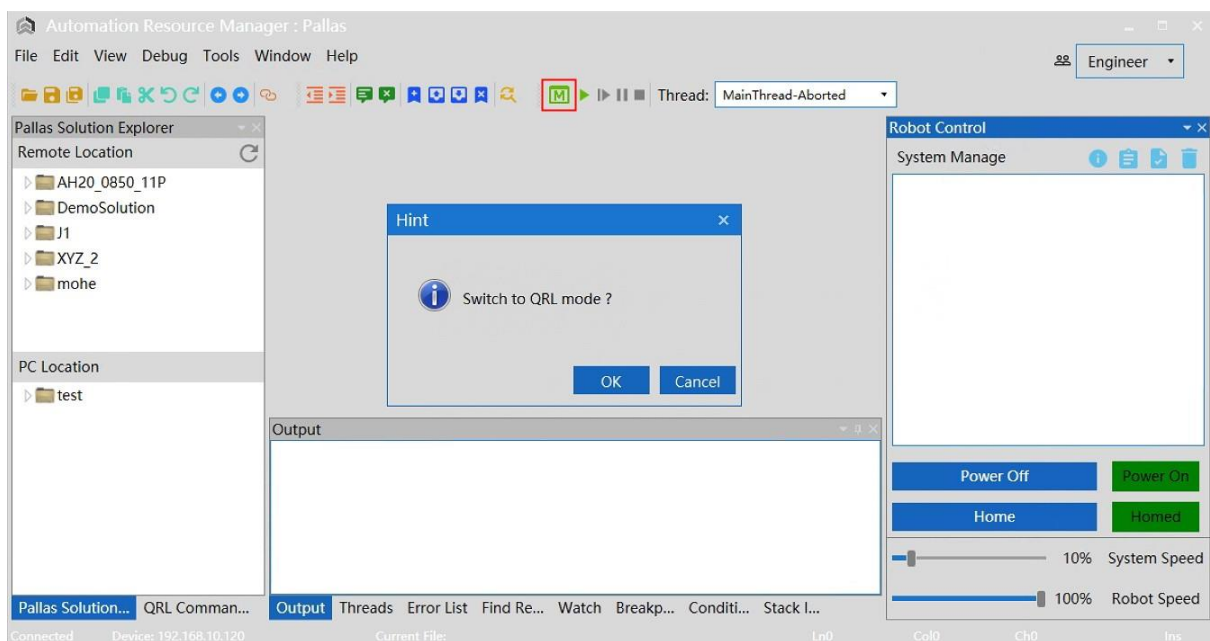 Automation Resource Manager : Pallas
File Edit View Debug Tools Window Help
Engineer
M
Thread: MainThread-Aborted
Pallas Solution Explorer
Remote Location
AH20_0850_11P
DemoSolution
J1
XYZ_2
mohe
PC Location
test
Pallas Solution... QRL Comman...
Hint
Switch to QRL mode ?
OK Cancel
Output
Output Threads Error List Find Re... Watch Breakp... Conditi... Stack I...
Robot Control
System Manage
Power Off Power On
Home Homed
10% System Speed
100% Robot Speed
Connected Device: 192.168.10.120 Current File: Ln0 Col0 Ch0 Ins